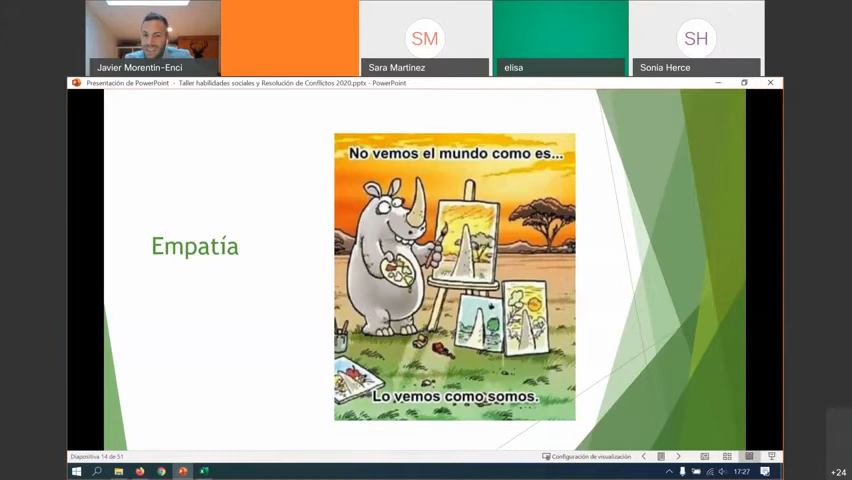 SM
SH
Javier Morentin-Enci
Sara Martinez
elisa
Sonia Herce
Presentación de PowerPoint - Taller habilidades sociales y Resolución de Conflictos 2020.pptx - PowerPoint
No vemos el mundo como es...
Empatía
Lo vemos como somos.
Diapositiva 14 de 51
Configuración de visualización
17:27
+24